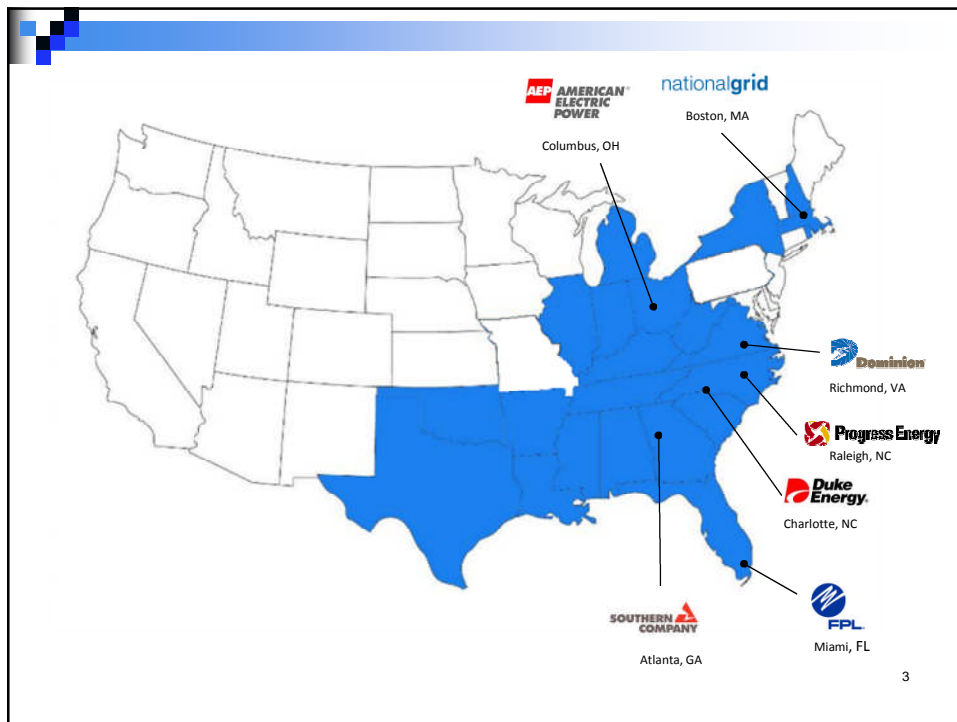 AEP AMERICAN®
ELECTRIC
POWER
Columbus, OH
nationalgrid
Boston, MA
Dominion®
Richmond, VA
Progress Energy
Raleigh, NC
Duke
Energy®
Charlotte, NC
SOUTHERN
COMPANY
Atlanta, GA
FPL.
Miami, FL
3